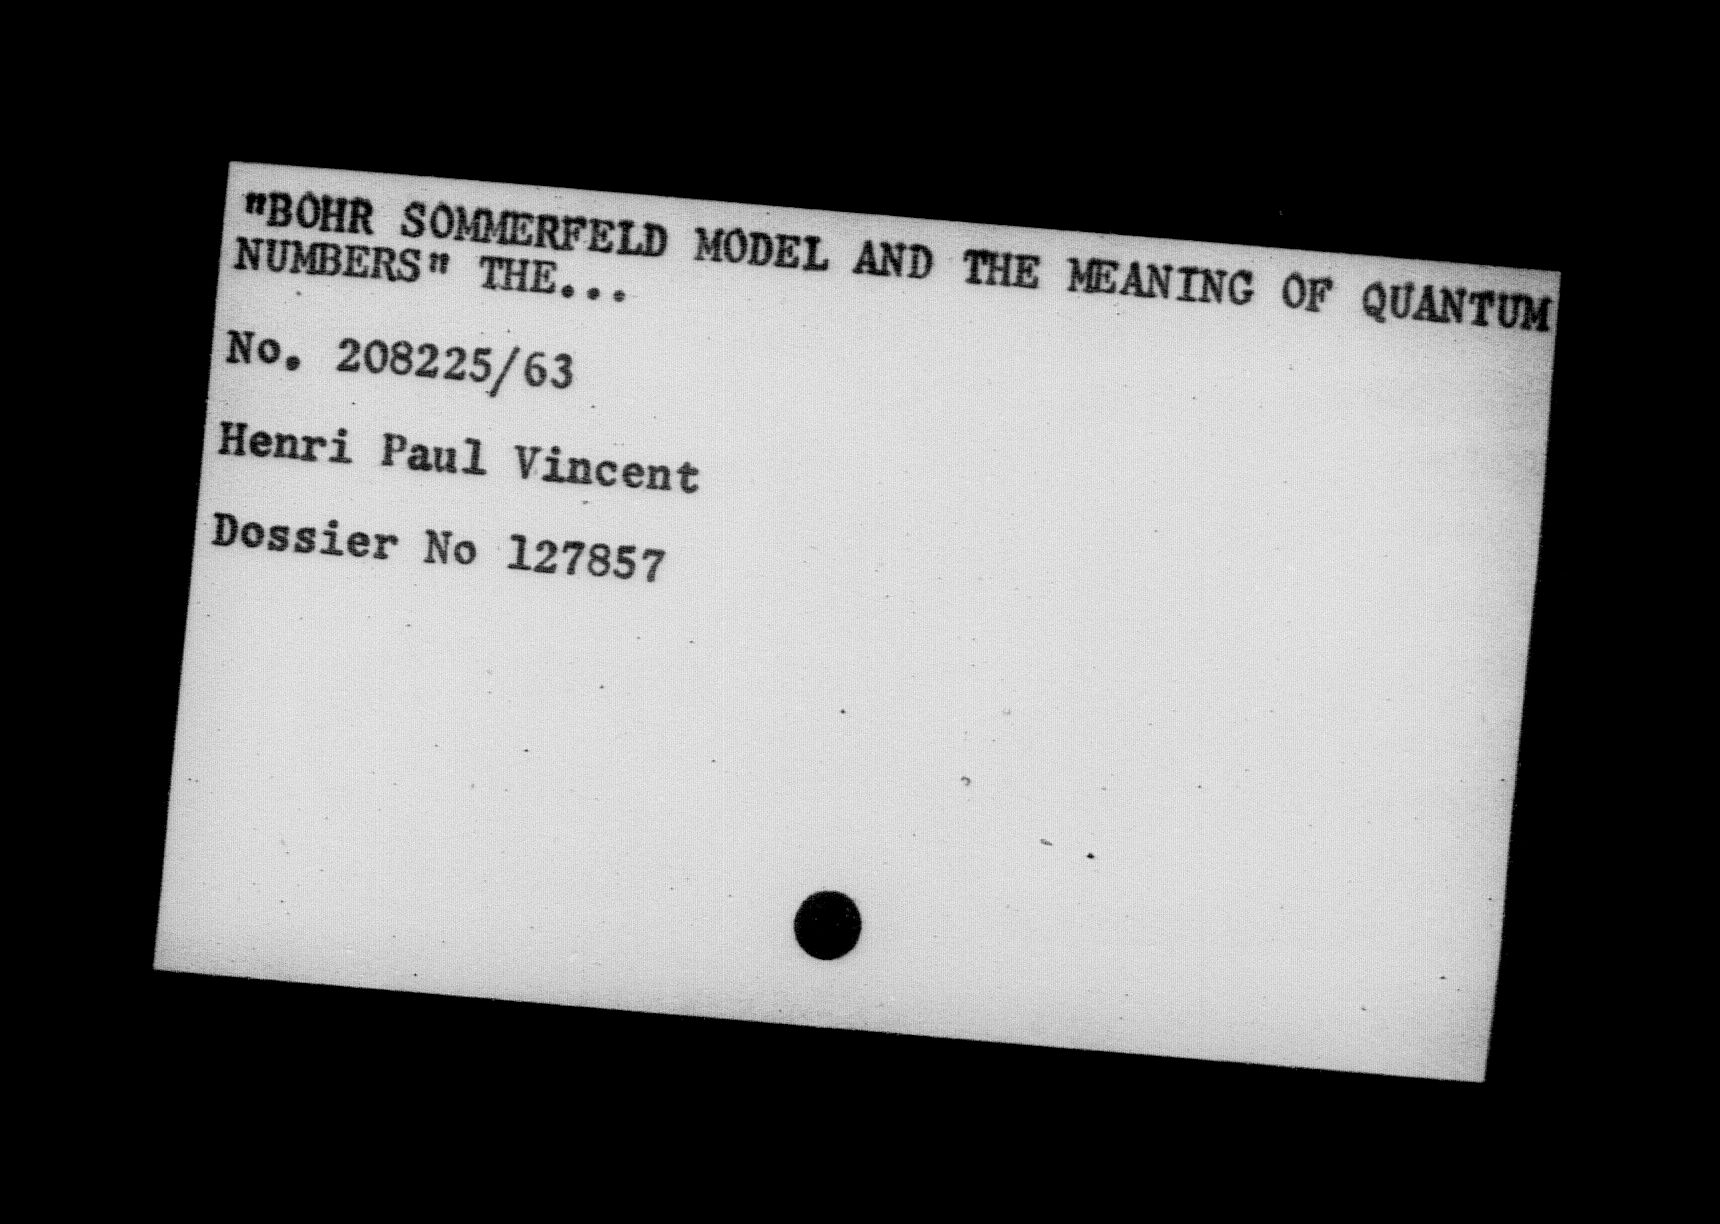 "BOHR SOMMERFELD MODEL AND THE MEANING OF QUANTUM
NUMBERS" THE...
No. 208225/63
Henri Paul Vincent
Dossier No 127857